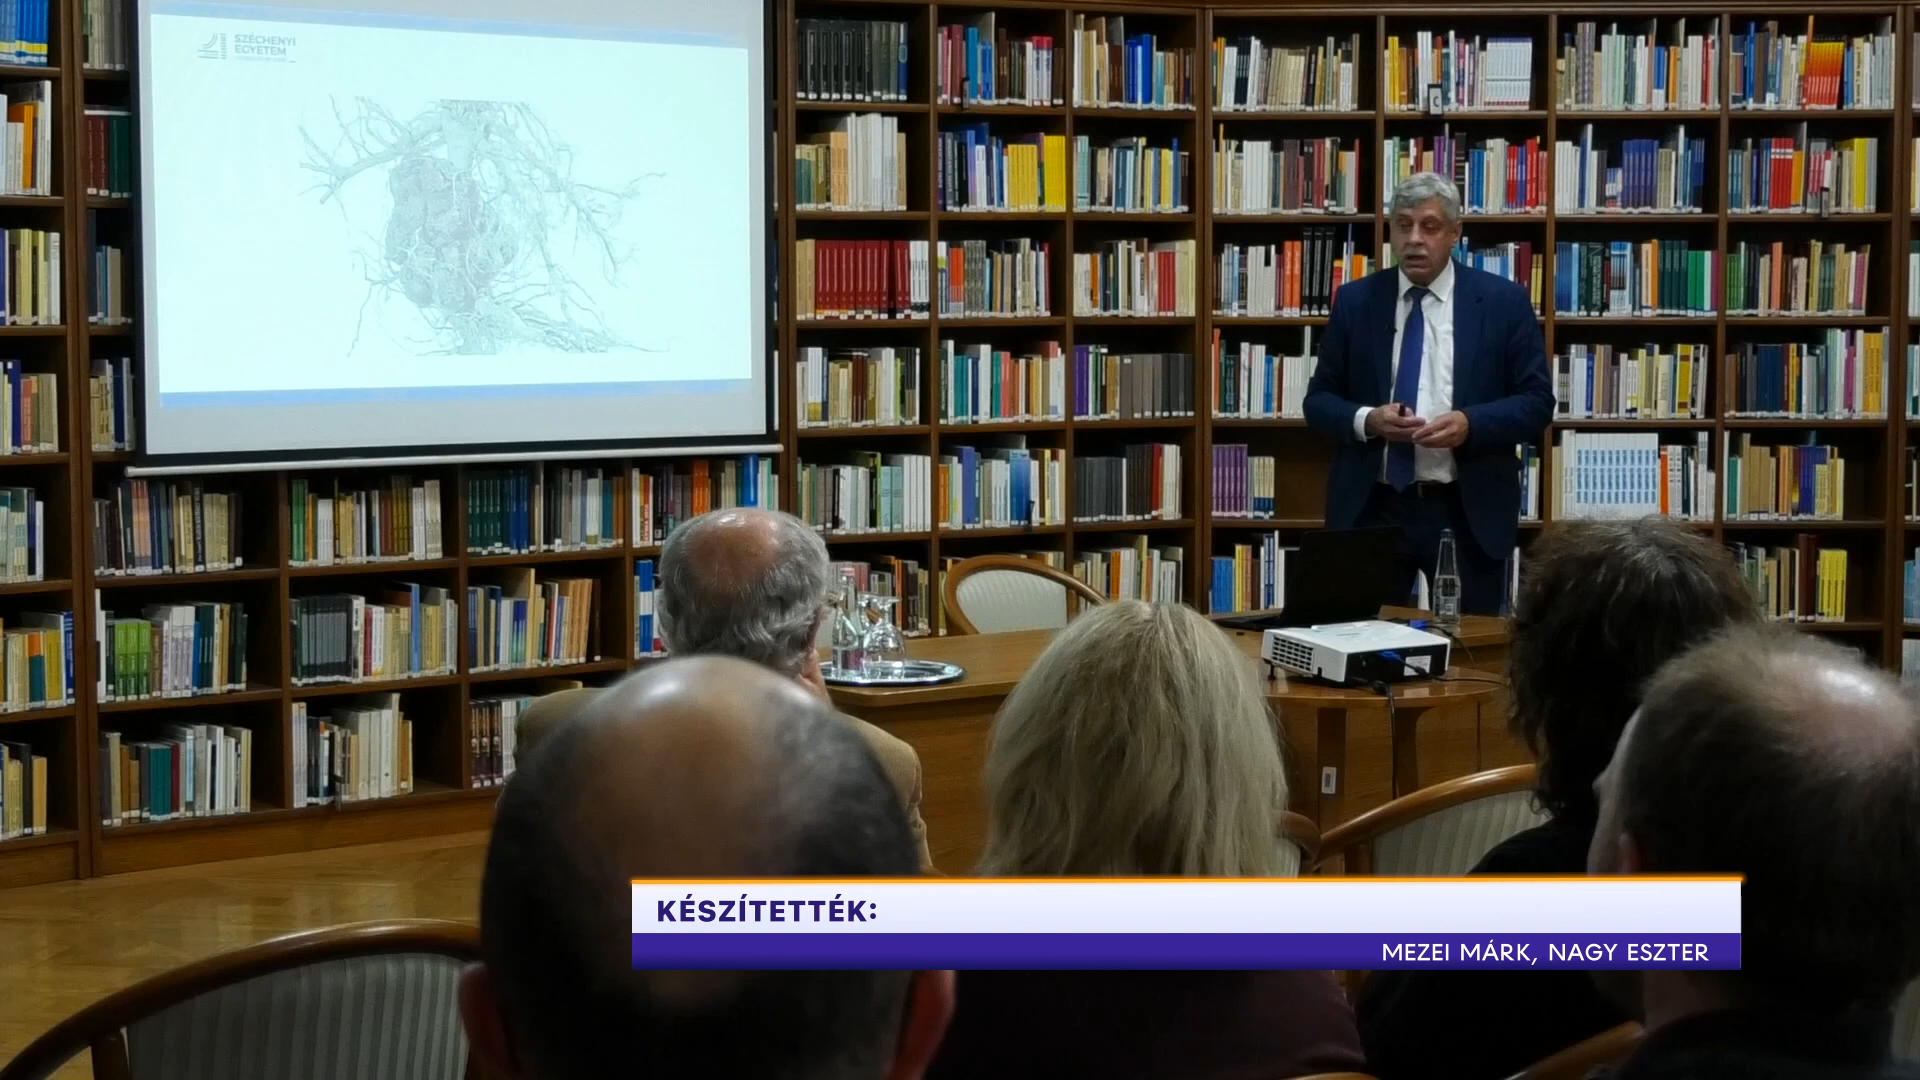 SZÉCHENYI
EGYETEM
KÉSZÍTETTÉK:
MEZEI MÁRK, NAGY ESZTER